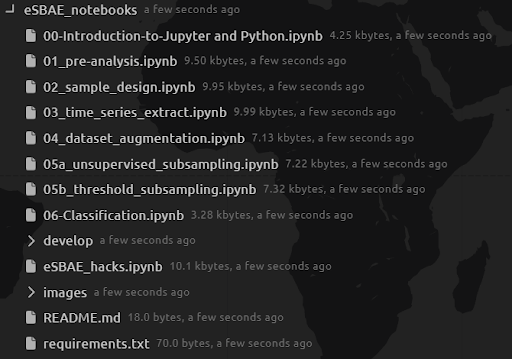 eSBAE_notebooks a few seconds ago
00-Introduction-to-Jupyter and Python.ipynb 4.25 kbytes, a few seconds ago
01_pre-analysis.ipynb 9.50 kbytes, a few seconds ago
02_sample_design.ipynb 9.95 kbytes, a few seconds ago
03_time_series_extract.ipynb 9.99 kbytes, a few seconds ago
04_dataset_augmentation.ipynb 7.13 kbytes, a few seconds ago
05a_unsupervised_subsampling.ipynb 7.22 kbytes, a few seconds ago
05b_threshold_subsampling.ipynb 7.32 kbytes, a few seconds ago
06-Classification.ipynb 3.28 kbytes, a few seconds ago
develop a few seconds ago
eSBAE_hacks.ipynb 10.1 kbytes, a few seconds ago
images a few seconds ago
README.md 18.0 bytes, a few seconds ago
requirements.txt 70.0 bytes, a few seconds ago